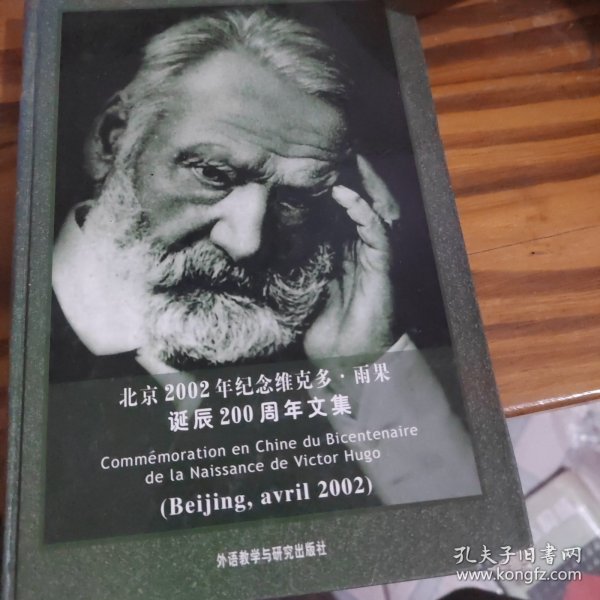 北京2002年纪念维克多·雨果
诞辰200周年文集
Commémoration en Chine du Bicentenaire
de la Naissance de Victor Hugo
(Beijing, avril 2002)
外语教学与研究出版社
孔夫子旧书网
www.kongfz.com